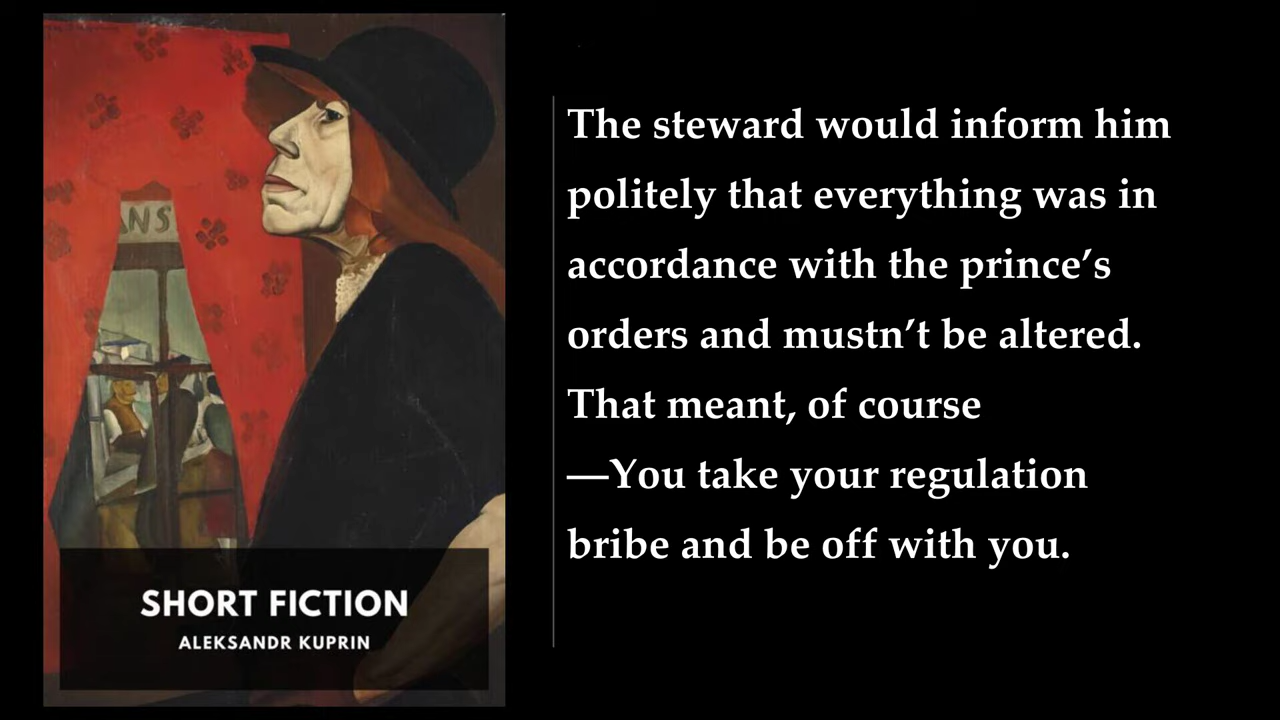 ANS
SHORT FICTION
ALEKSANDR KUPRIN
The steward would inform him
politely that everything was in
accordance with the prince’s
orders and mustn’t be altered.
That meant, of course
—You take your regulation
bribe and be off with you.